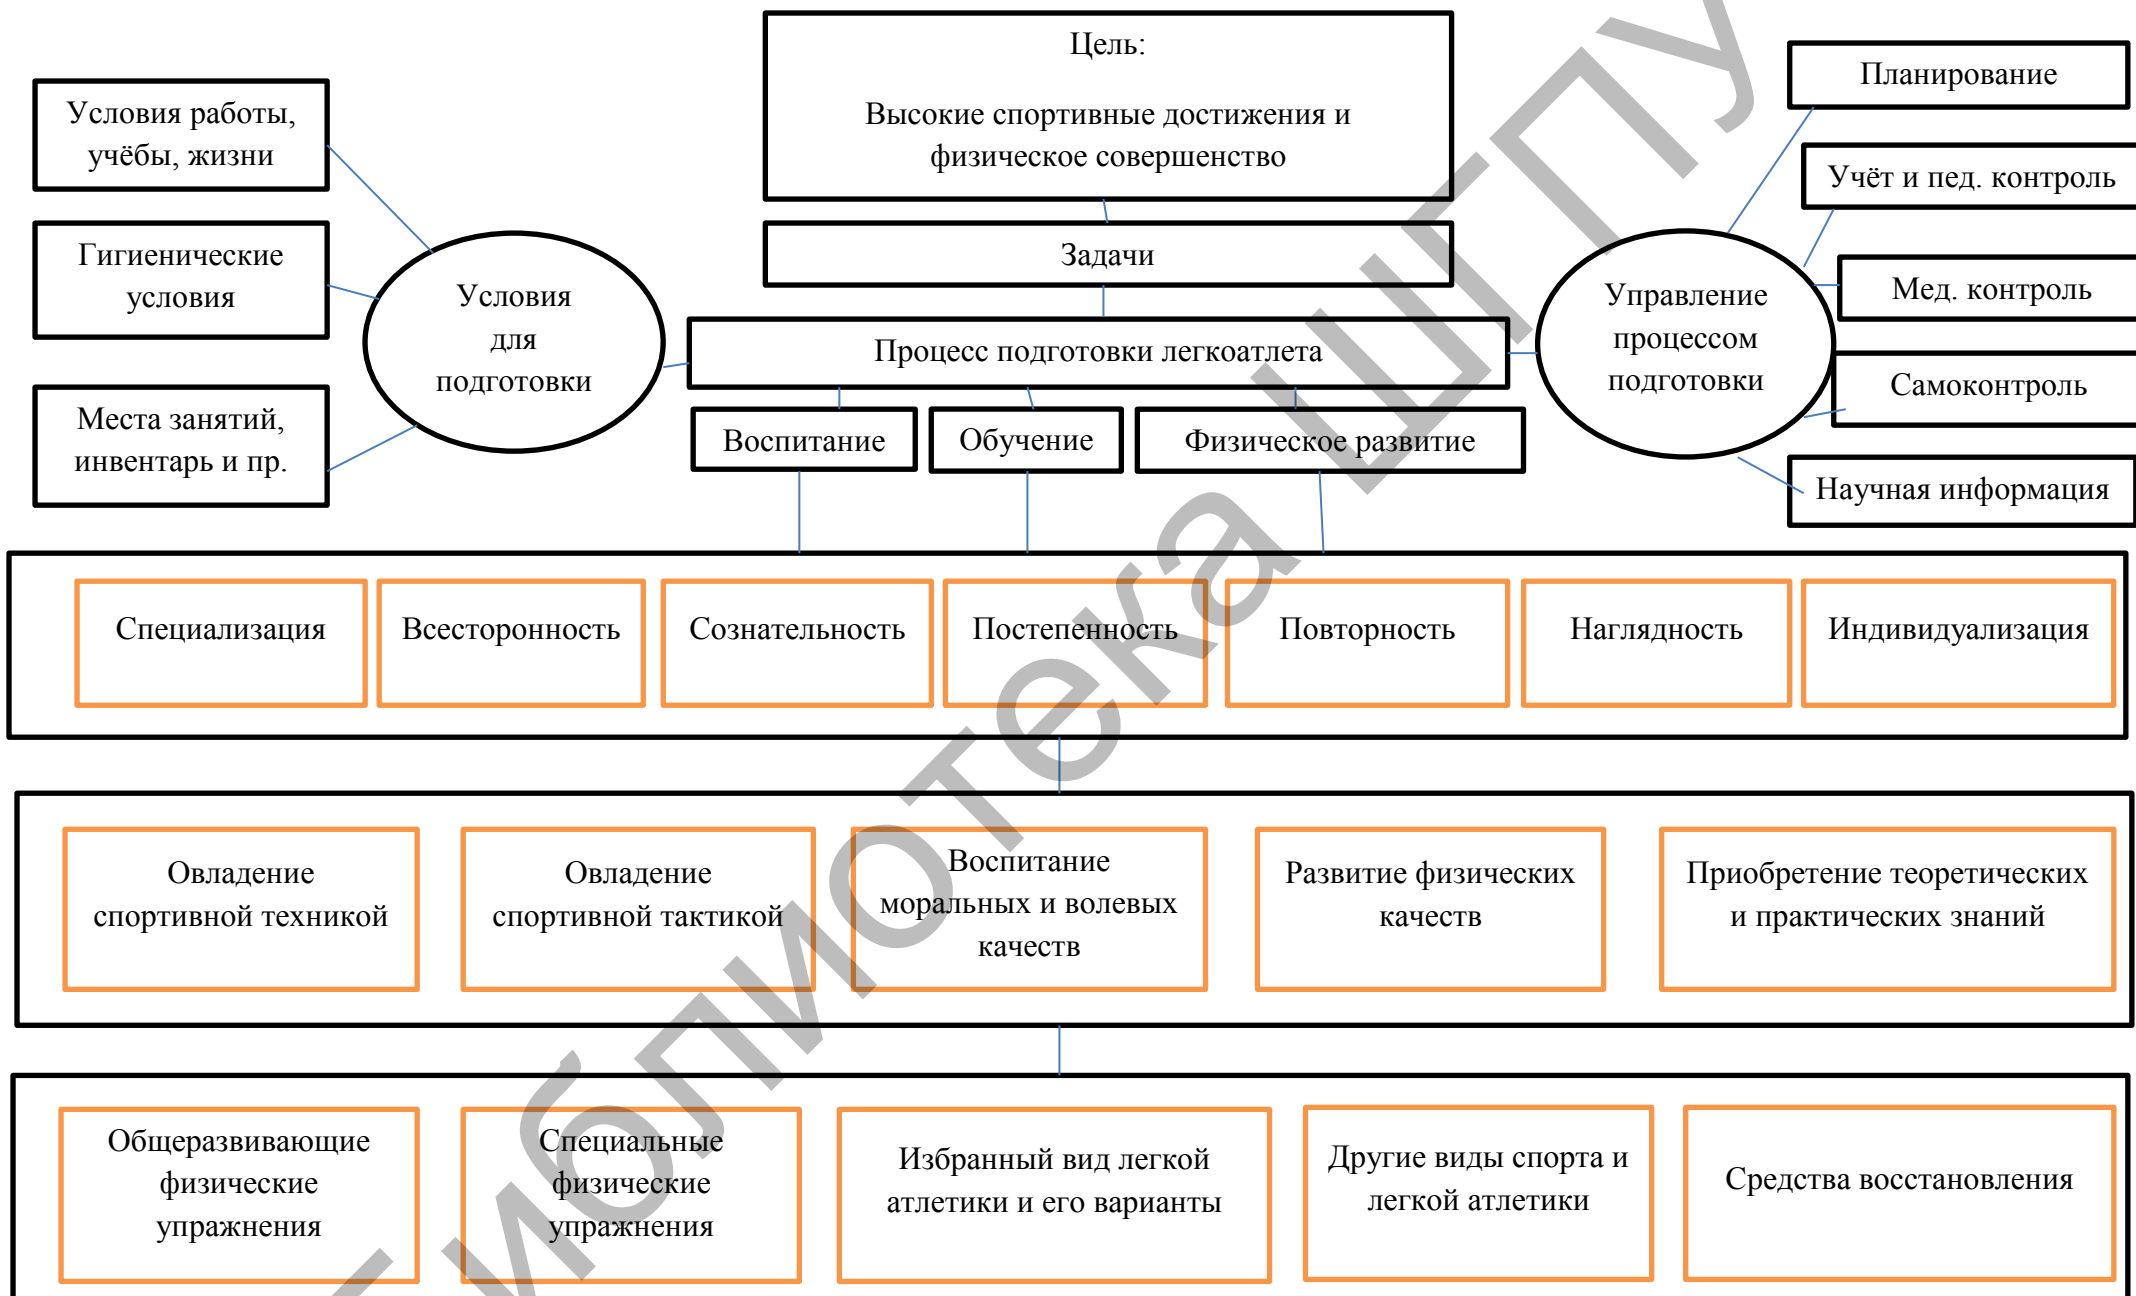 Цель:
Высокие спортивные достижения и
физическое совершенство
Задачи
Процесс подготовки легкоатлета
Условия работы,
учёбы, жизни
Гигиенические
условия
Места занятий,
инвентарь и пр.
Условия
для
подготовки
Управление
процессом
подготовки
Планирование
Учёт и пед. контроль
Мед. контроль
Самоконтроль
Научная информация
Воспитание
Обучение
Физическое развитие
Специализация
Всесторонность
Сознательность
Постепенность
Повторность
Наглядность
Индивидуализация
Овладение
спортивной техникой
Овладение
спортивной тактикой
Воспитание
моральных и волевых
качеств
Развитие физических
качеств
Приобретение теоретических
и практических знаний
Общеразвивающие
физические
упражнения
Специальные
физические
упражнения
Избранный вид легкой
атлетики и его варианты
Другие виды спорта и
легкой атлетики
Средства восстановления
библиотека ШГПУ